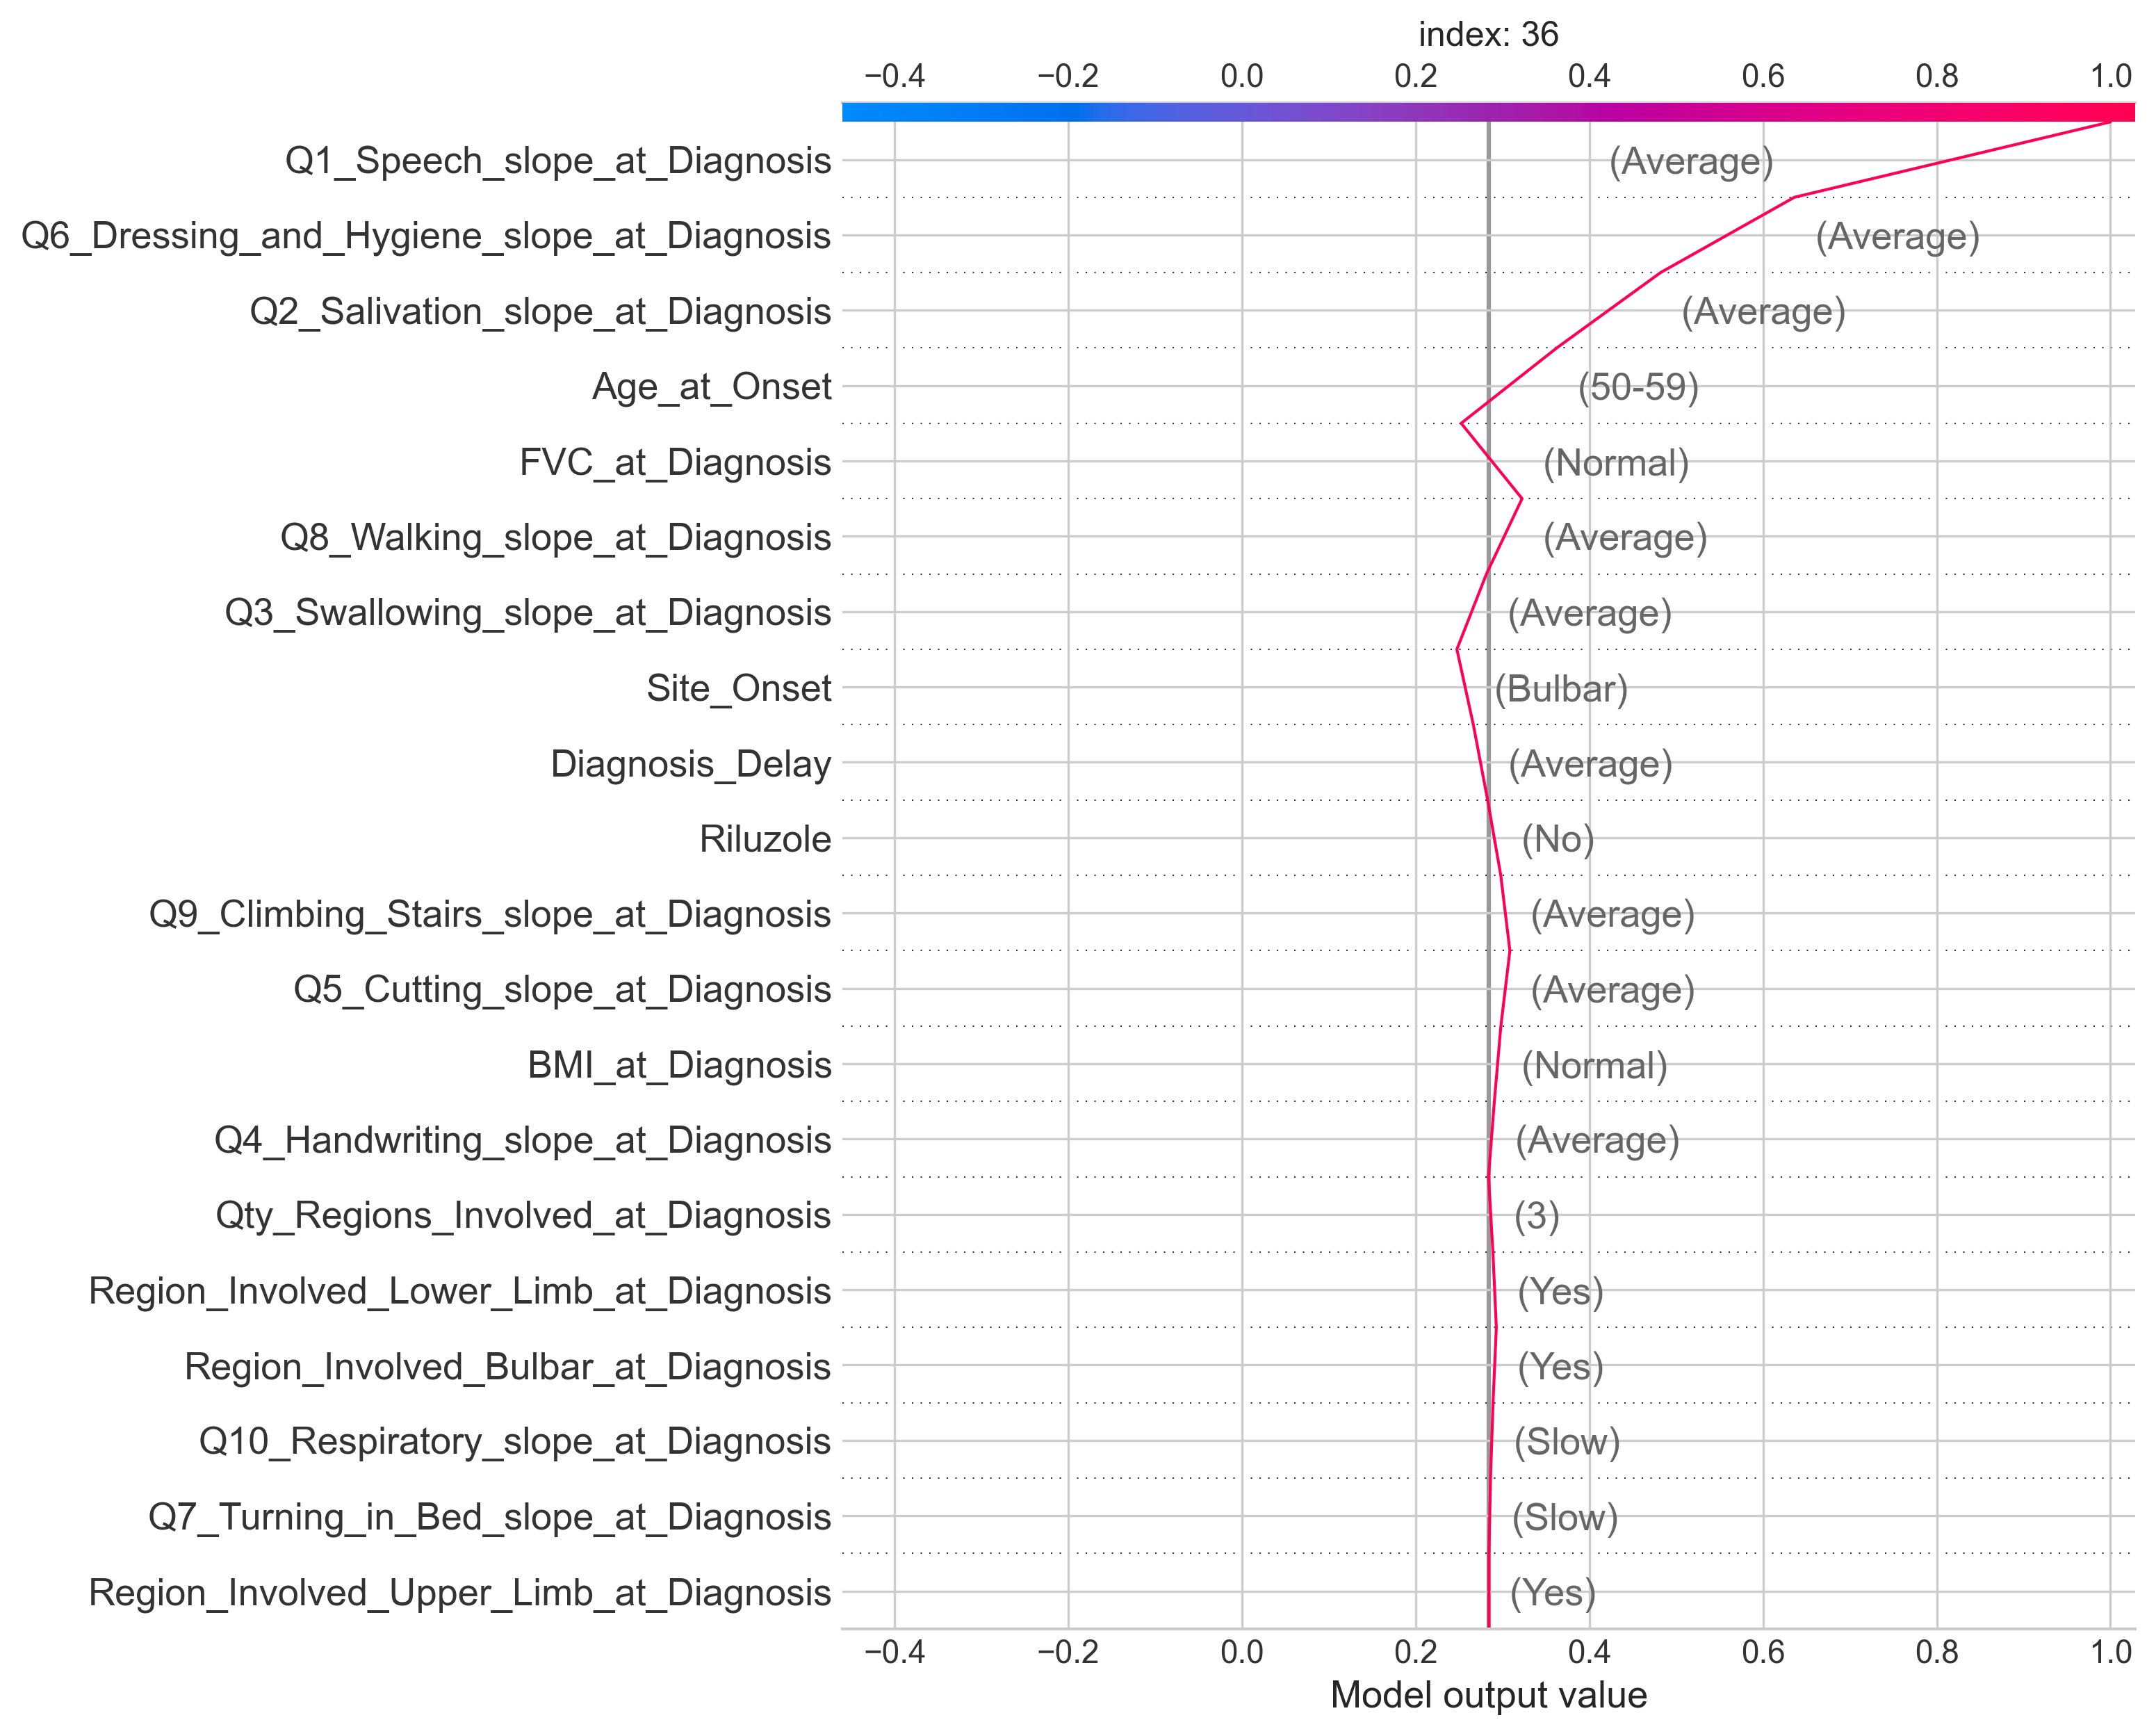 index: 36
−0.4 −0.2 0.0 0.2 0.4 0.6 0.8 1.0
Q1_Speech_slope_at_Diagnosis (Average)
Q6_Dressing_and_Hygiene_slope_at_Diagnosis (Average)
Q2_Salivation_slope_at_Diagnosis (Average)
Age_at_Onset (50-59)
FVC_at_Diagnosis (Normal)
Q8_Walking_slope_at_Diagnosis (Average)
Q3_Swallowing_slope_at_Diagnosis (Average)
Site_Onset (Bulbar)
Diagnosis_Delay (Average)
Riluzole (No)
Q9_Climbing_Stairs_slope_at_Diagnosis (Average)
Q5_Cutting_slope_at_Diagnosis (Average)
BMI_at_Diagnosis (Normal)
Q4_Handwriting_slope_at_Diagnosis (Average)
Qty_Regions_Involved_at_Diagnosis (3)
Region_Involved_Lower_Limb_at_Diagnosis (Yes)
Region_Involved_Bulbar_at_Diagnosis (Yes)
Q10_Respiratory_slope_at_Diagnosis (Slow)
Q7_Turning_in_Bed_slope_at_Diagnosis (Slow)
Region_Involved_Upper_Limb_at_Diagnosis (Yes)
−0.4 −0.2 0.0 0.2 0.4 0.6 0.8 1.0
Model output value